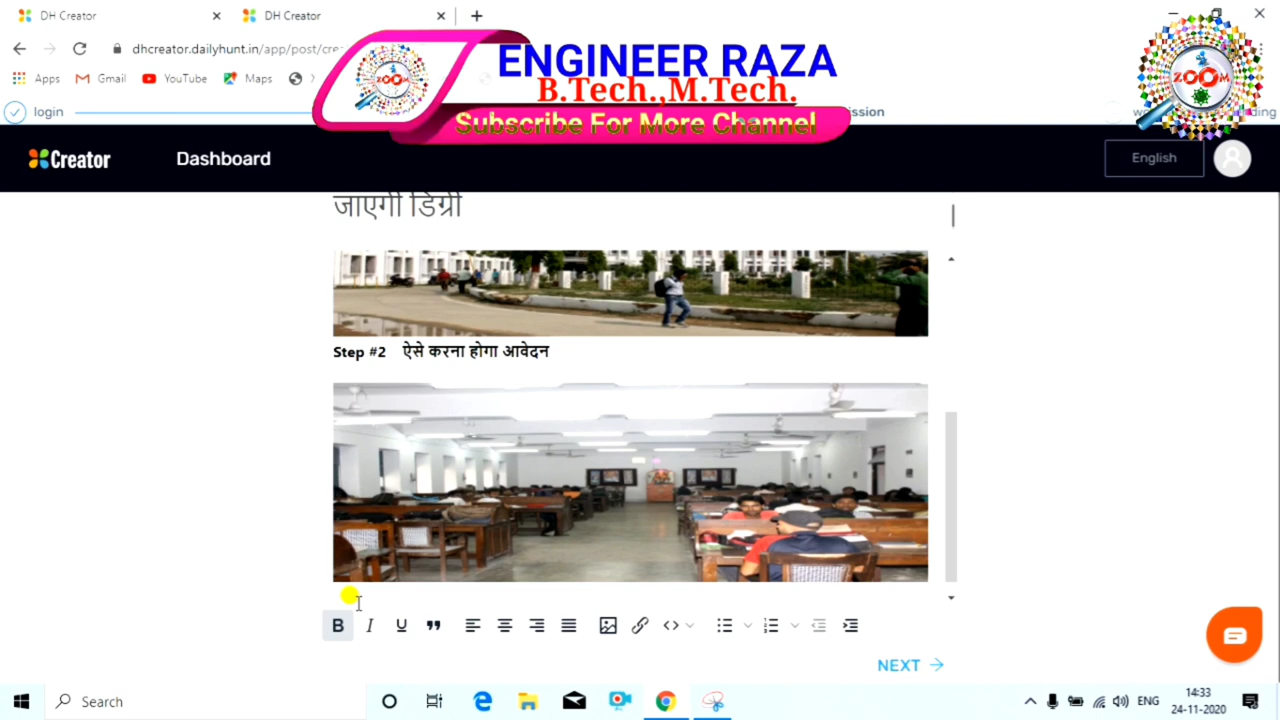 DH Creator
DH Creator
dhcreator.dailyhunt.in/app/post/cre
Apps
Gmail
YouTube
Maps
ENGINEER RAZA
B.Tech.,M.Tech.
Subscribe For More Channel
ZOOM
ZOOM
login
Creator
Dashboard
English
जाएगी डिग्री
Step #2 ऐसे करना होगा आवेदन
B I U
NEXT
Search
ENG
14:33
24-11-2020